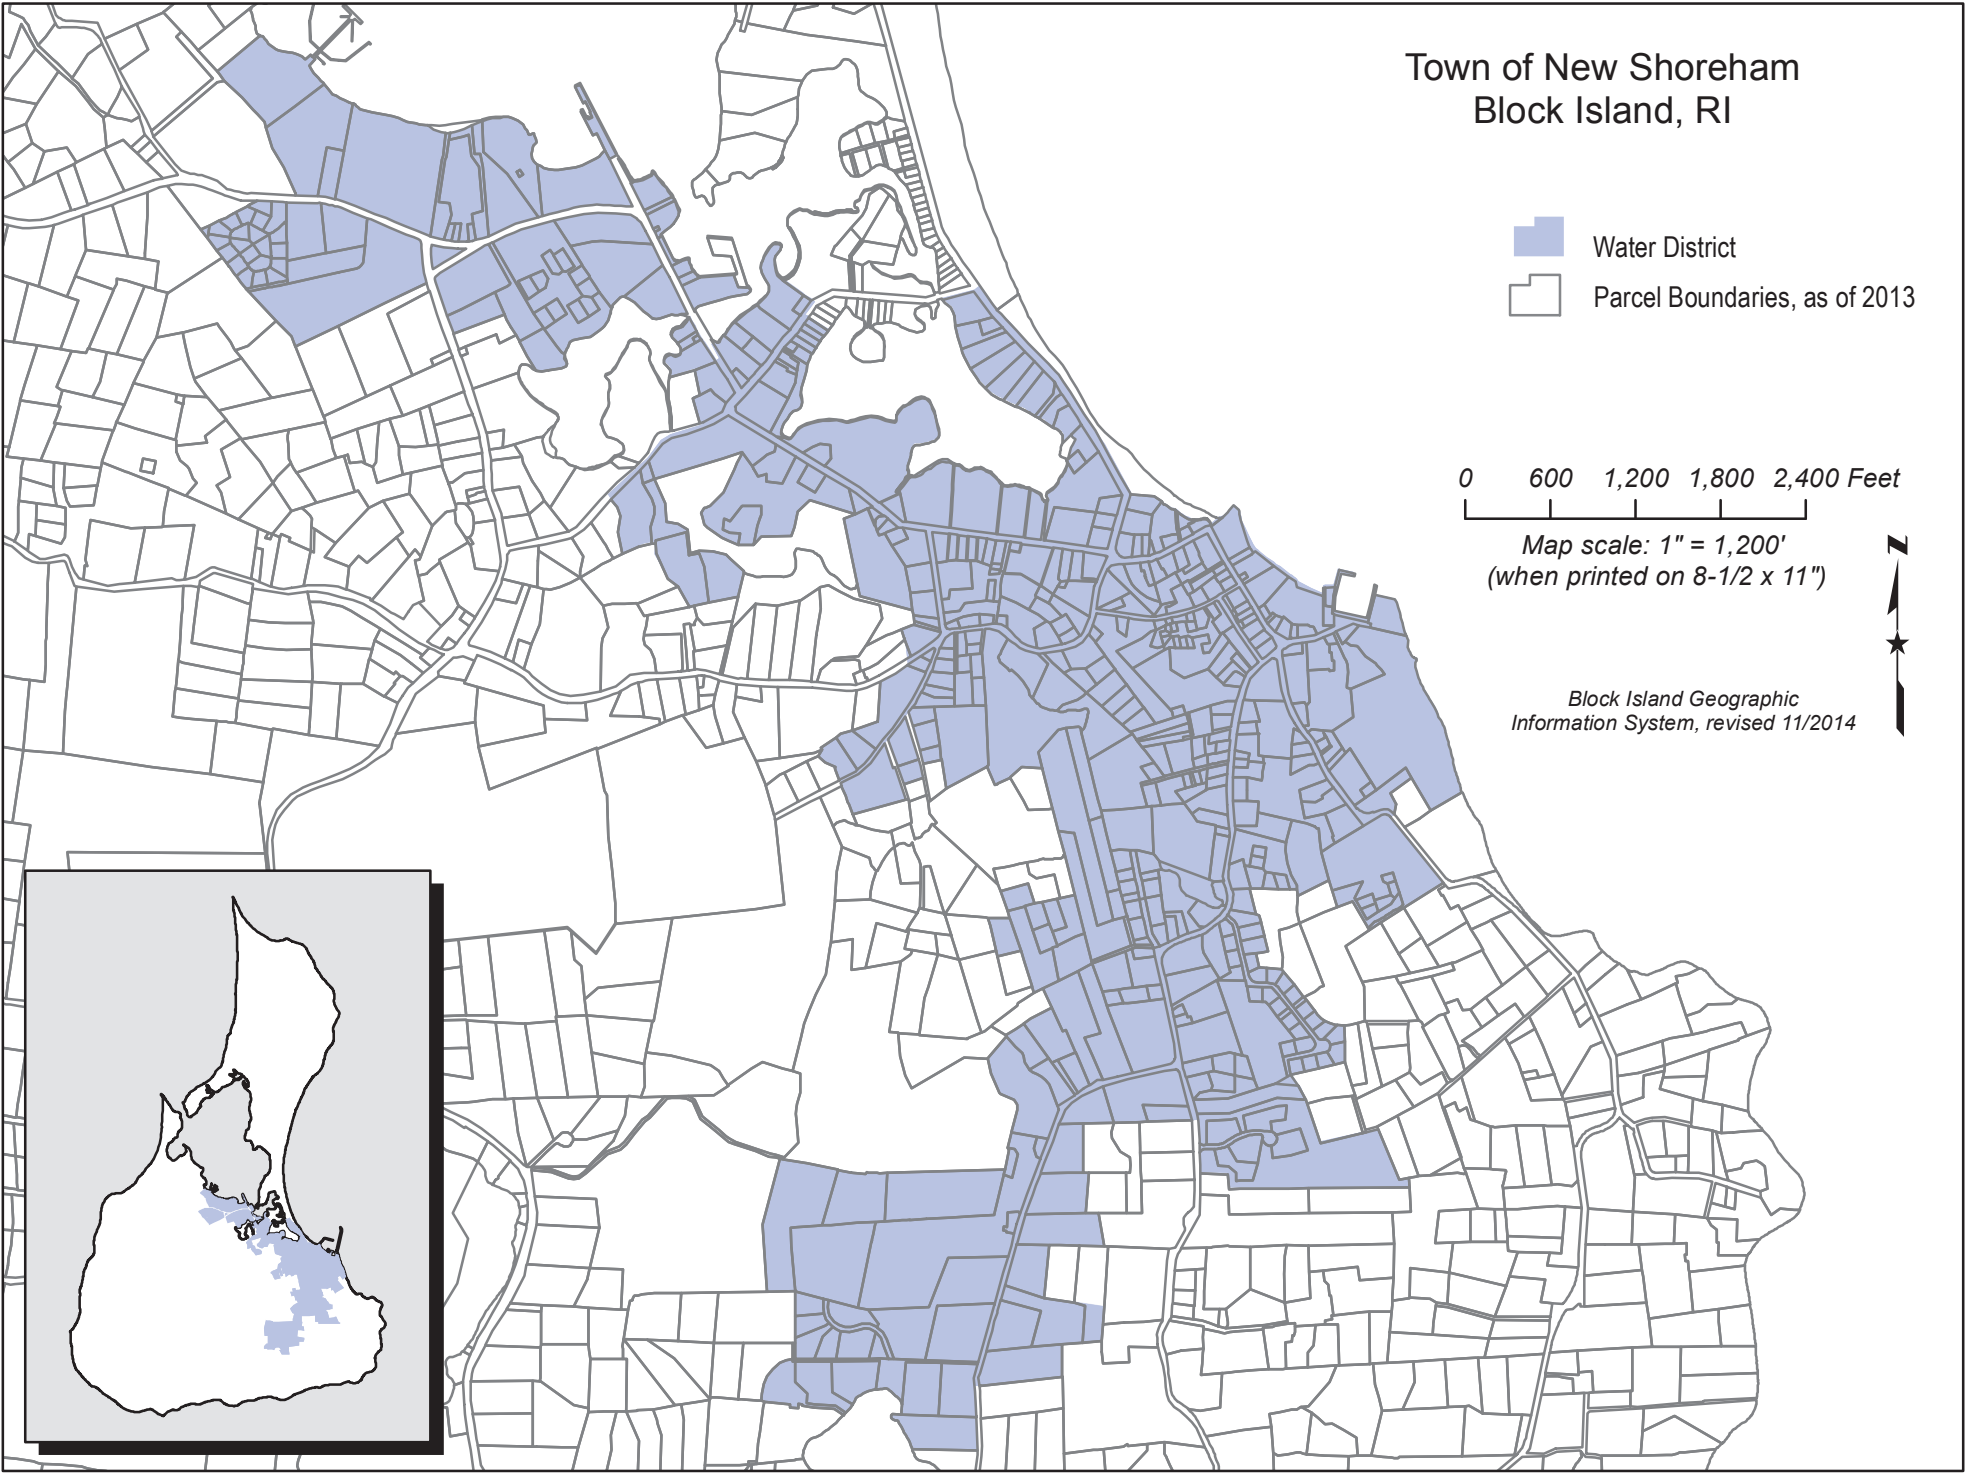 Town of New Shoreham
Block Island, RI
Water District
Parcel Boundaries, as of 2013
0 600 1,200 1,800 2,400 Feet
Map scale: 1" = 1,200'
(when printed on 8-1/2 x 11")
N
Block Island Geographic
Information System, revised 11/2014